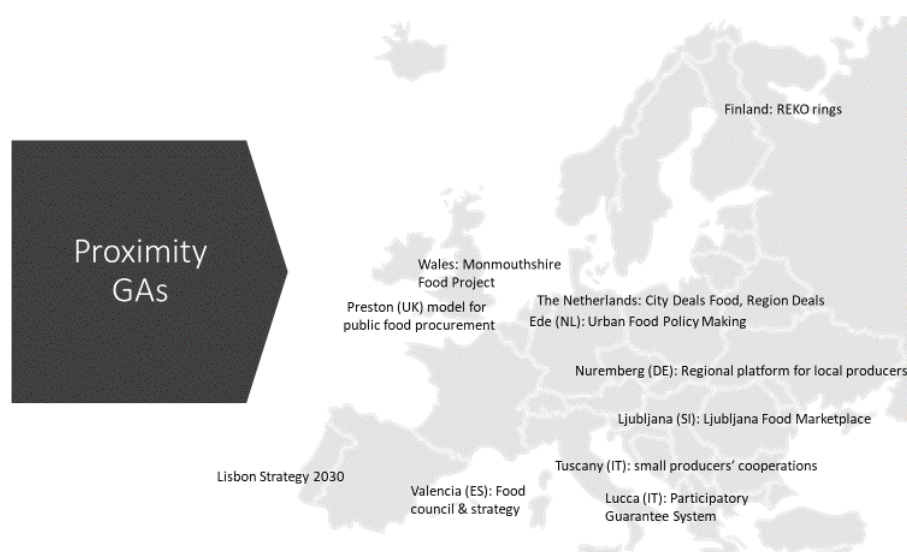 Proximity
GAs
Finland: REKO rings
Wales: Monmouthshire
Food Project
Preston (UK) model for
public food procurement
The Netherlands: City Deals Food, Region Deals
Ede (NL): Urban Food Policy Making
Nuremberg (DE): Regional platform for local producers
Ljubljana (SI): Ljubljana Food Marketplace
Tuscany (IT): small producers’ cooperations
Lisbon Strategy 2030
Valencia (ES): Food
council & strategy
Lucca (IT): Participatory
Guarantee System